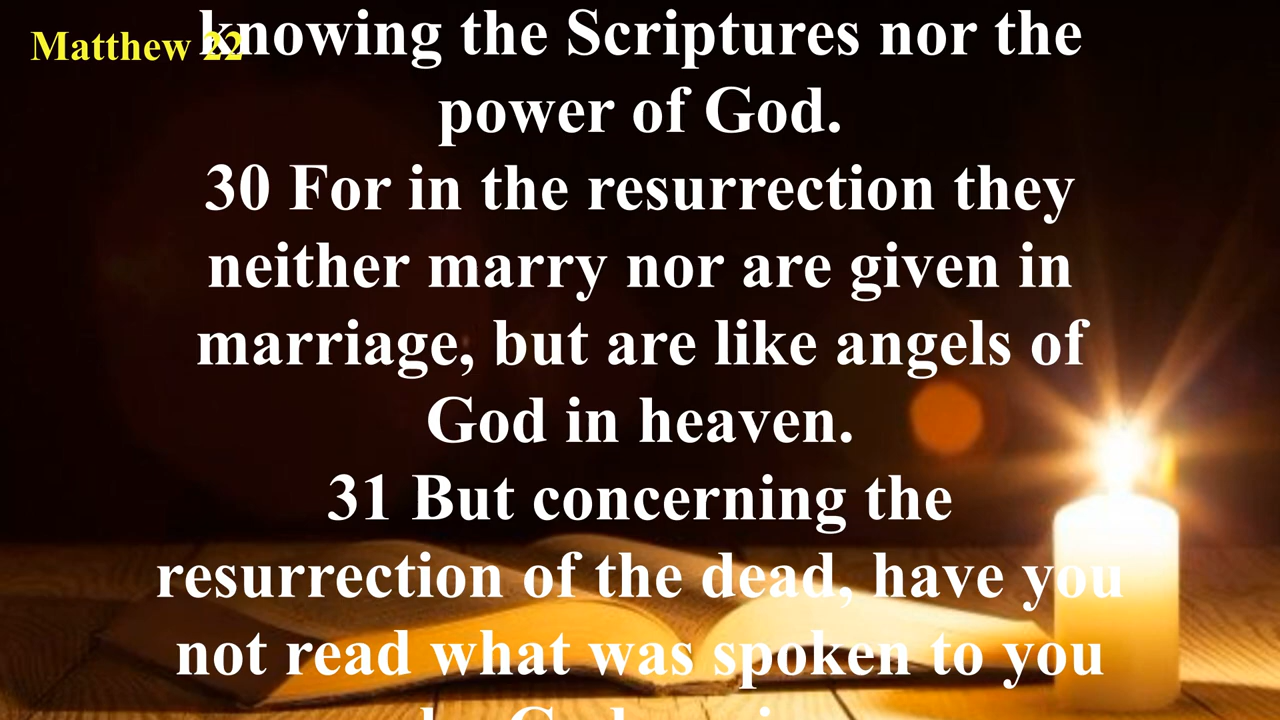 Matthew 22
knowing the Scriptures nor the
power of God.
30 For in the resurrection they
neither marry nor are given in
marriage, but are like angels of
God in heaven.
31 But concerning the
resurrection of the dead, have you
not read what was spoken to you